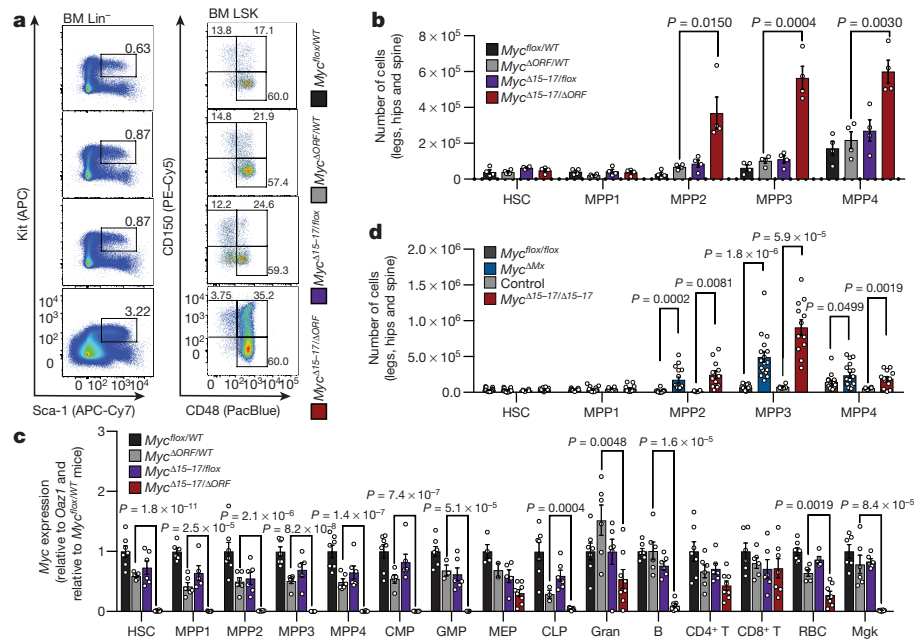 a
BM Lin⁻
BM LSK
0.63
0.87
0.87
3.22
Kit (APC)
10⁴
10³
10²
0
0 10² 10³ 10⁴
Sca-1 (APC-Cy7)
13.8 17.1
60.0
14.8 21.9
57.4
12.2 24.6
59.3
3.75 35.2
60.0
CD150 (PE-Cy5)
10⁴
10³
10²
0
0 10² 10³ 10⁴ 10⁵
CD48 (PacBlue)
Myc^flox/WT
Myc^ΔORF/WT
Myc^Δ15–17/flox
Myc^Δ15–17/ΔORF
b
P = 0.0150
P = 0.0004
P = 0.0030
Myc^flox/WT
Myc^ΔORF/WT
Myc^Δ15–17/flox
Myc^Δ15–17/ΔORF
Number of cells
(legs, hips and spine)
8 × 10⁵
6 × 10⁵
4 × 10⁵
2 × 10⁵
0
HSC MPP1 MPP2 MPP3 MPP4
d
Myc^flox/flox
Myc^ΔMx
Control
Myc^Δ15–17/Δ15–17
P = 5.9 × 10⁻⁵
P = 1.8 × 10⁻⁶
P = 0.0081
P = 0.0002
P = 0.0019
P = 0.0499
Number of cells
(legs, hips and spine)
2.0 × 10⁶
1.5 × 10⁶
1.0 × 10⁶
5.0 × 10⁵
0.0
HSC MPP1 MPP2 MPP3 MPP4
c
Myc^flox/WT
Myc^ΔORF/WT
Myc^Δ15–17/flox
Myc^Δ15–17/ΔORF
Myc expression
(relative to Oaz1 and
relative to Myc^flox/WT mice)
3
2
1
0
P = 1.8 × 10⁻¹¹
P = 2.5 × 10⁻⁵
P = 2.1 × 10⁻⁶
P = 8.2 × 10⁻⁸
P = 1.4 × 10⁻⁷
P = 7.4 × 10⁻⁷
P = 5.1 × 10⁻⁵
P = 0.0004
P = 0.0048
P = 1.6 × 10⁻⁵
P = 0.0019
P = 8.4 × 10⁻⁵
HSC MPP1 MPP2 MPP3 MPP4 CMP GMP MEP CLP Gran B CD4⁺ T CD8⁺ T RBC Mgk